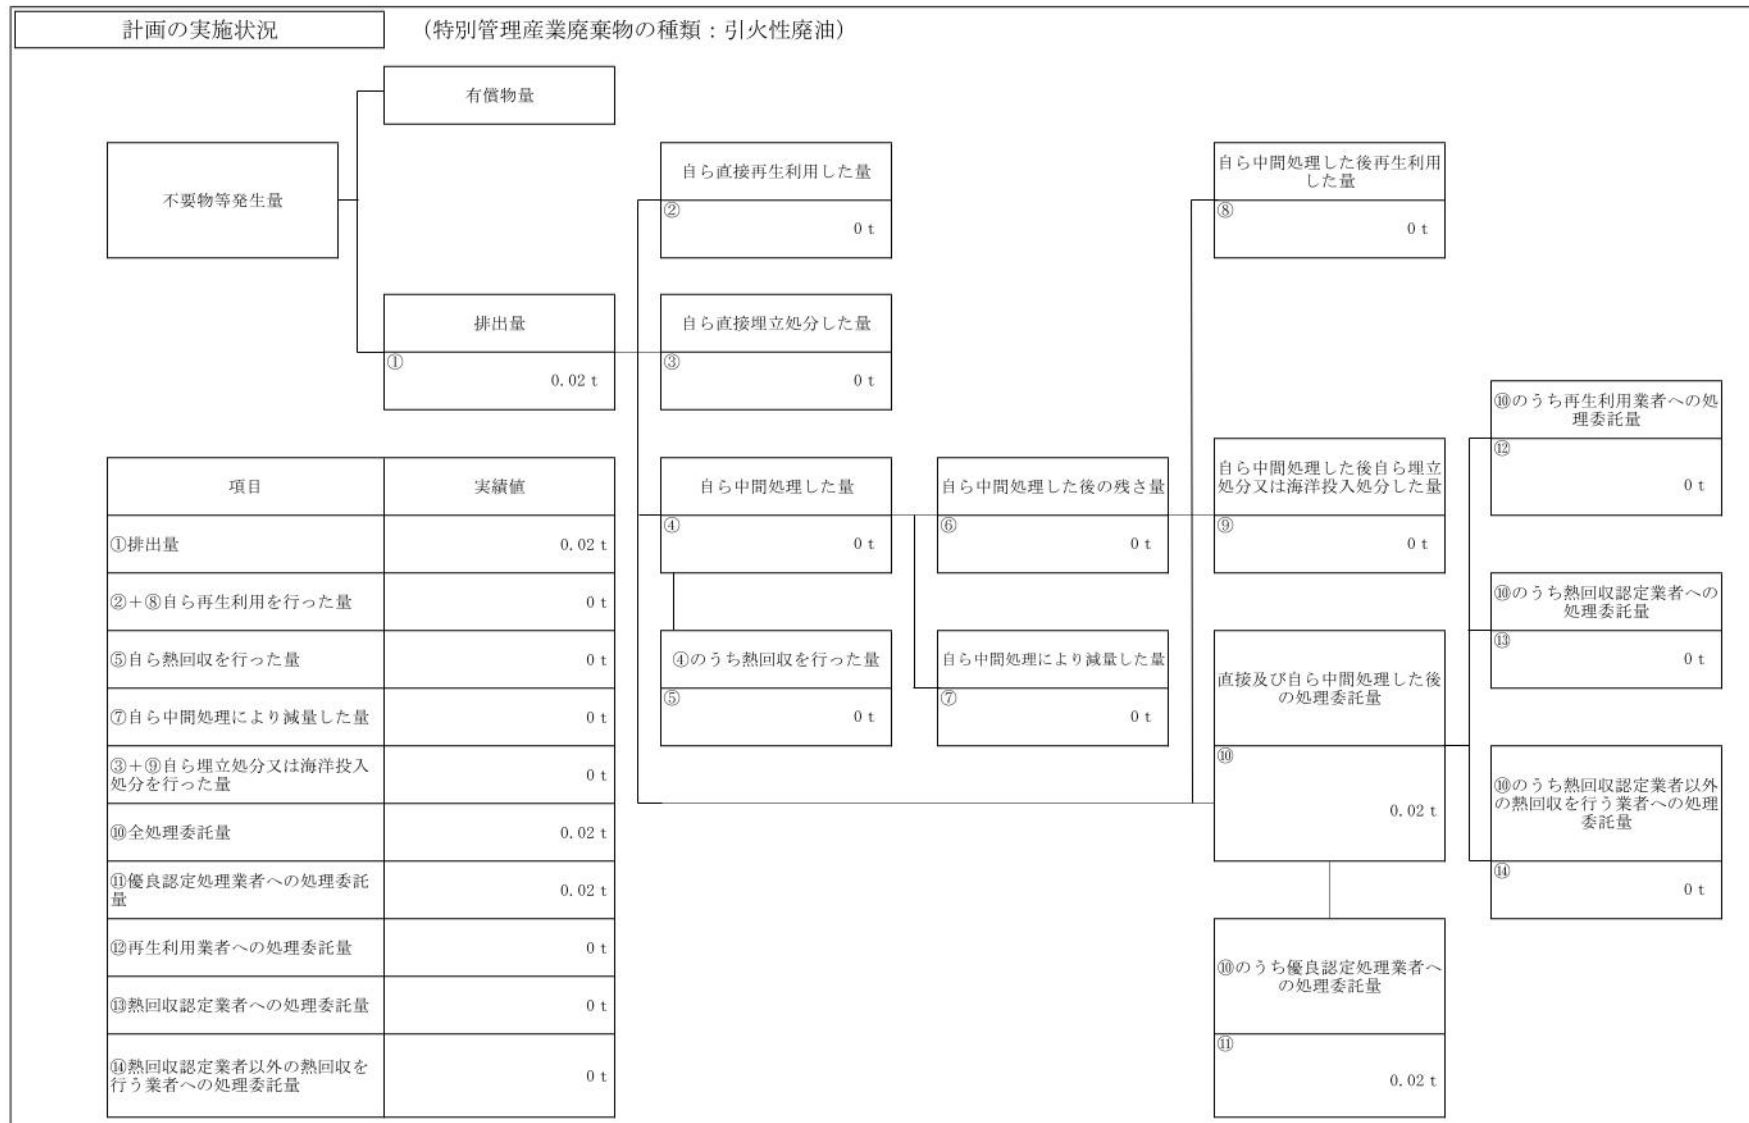 計画の実施状況
（特別管理産業廃棄物の種類：引火性廃油）
有償物量
不要物等発生量
自ら直接再生利用した量
②
0 t
自ら中間処理した後再生利用
した量
⑧
0 t
排出量
①
0.02 t
自ら直接埋立処分した量
③
0 t
⑩のうち再生利用業者への処
理委託量
⑫
0 t
自ら中間処理した量
④
0 t
自ら中間処理した後の残さ量
⑥
0 t
自ら中間処理した後自ら埋立
処分又は海洋投入処分した量
⑨
0 t
⑩のうち熱回収認定業者への
処理委託量
⑬
0 t
④のうち熱回収を行った量
⑤
0 t
自ら中間処理により減量した量
⑦
0 t
直接及び自ら中間処理した後
の処理委託量
⑩
0.02 t
⑩のうち熱回収認定業者以外
の熱回収を行う業者への処理
委託量
⑭
0 t
⑩のうち優良認定処理業者へ
の処理委託量
⑪
0.02 t
項目 実績値
①排出量 0.02 t
②＋⑧自ら再生利用を行った量 0 t
⑤自ら熱回収を行った量 0 t
⑦自ら中間処理により減量した量 0 t
③＋⑨自ら埋立処分又は海洋投入
処分を行った量 0 t
⑩全処理委託量 0.02 t
⑪優良認定処理業者への処理委託
量 0.02 t
⑫再生利用業者への処理委託量 0 t
⑬熱回収認定業者への処理委託量 0 t
⑭熱回収認定業者以外の熱回収を
行う業者への処理委託量 0 t